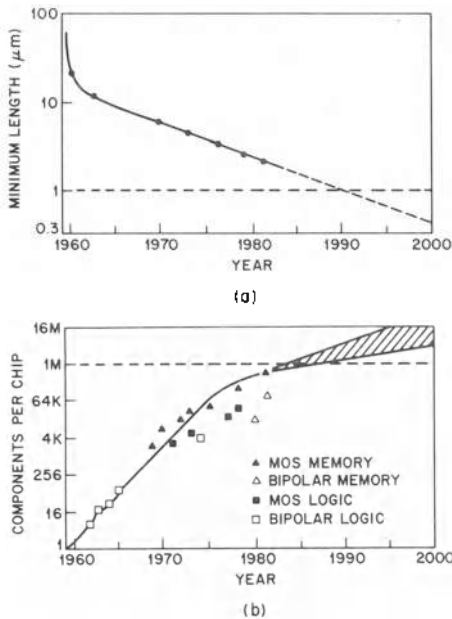 100
10
1
0.3
MINIMUM LENGTH (μm)
1960 1970 1980 1990 2000
YEAR
(a)
16M
1M
64K
4K
256
16
1
COMPONENTS PER CHIP
▲ MOS MEMORY
△ BIPOLAR MEMORY
■ MOS LOGIC
□ BIPOLAR LOGIC
1960 1970 1980 1990 2000
YEAR
(b)